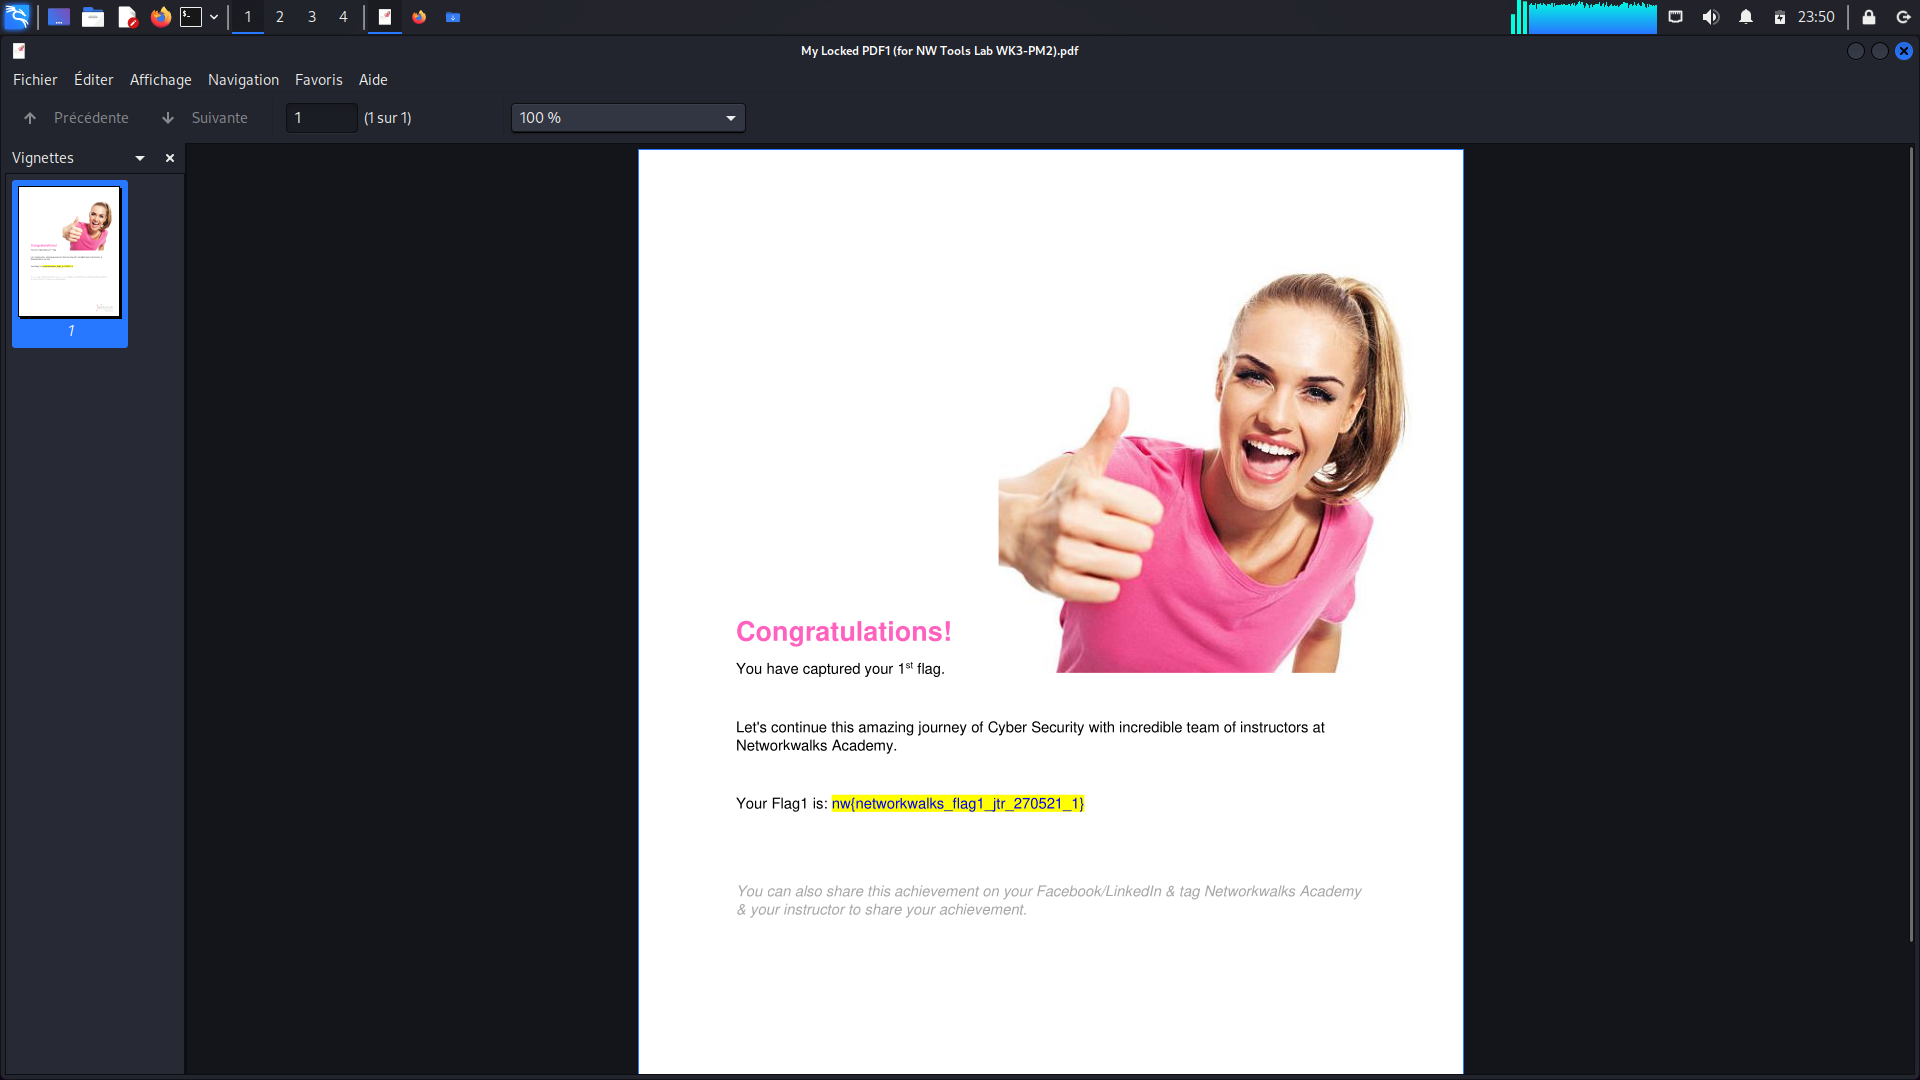 1 2 3 4 23:50
My Locked PDF1 (for NW Tools Lab WK3-PM2).pdf
Fichier Éditer Affichage Navigation Favoris Aide
Précédente Suivante 1 (1 sur 1) 100 %
Vignettes
1
Congratulations!
You have captured your 1st flag.
Let's continue this amazing journey of Cyber Security with incredible team of instructors at
Networkwalks Academy.
Your Flag1 is: nw{networkwalks_flag1_jtr_270521_1}
You can also share this achievement on your Facebook/LinkedIn & tag Networkwalks Academy
& your instructor to share your achievement.